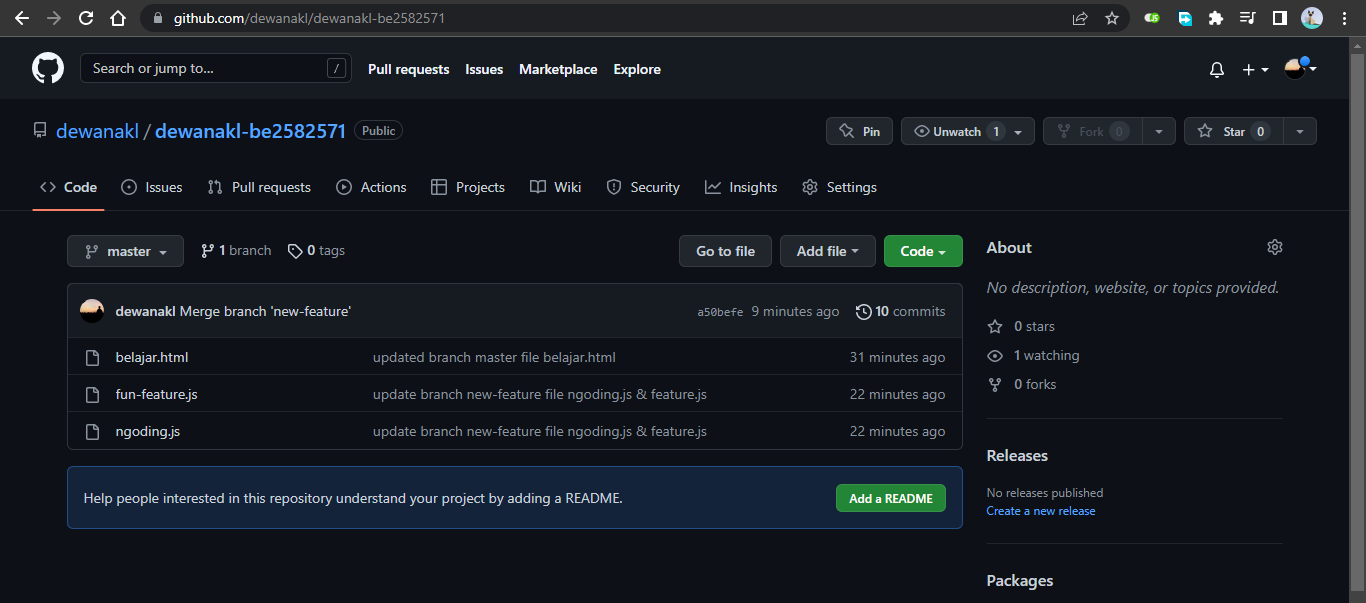 github.com/dewanakl/dewanakl-be2582571
Search or jump to... /
Pull requests Issues Marketplace Explore
dewanakl / dewanakl-be2582571 Public
Pin Unwatch 1 Fork 0 Star 0
Code Issues Pull requests Actions Projects Wiki Security Insights Settings
master 1 branch 0 tags Go to file Add file Code
dewanakl Merge branch 'new-feature' a50befe 9 minutes ago 10 commits
belajar.html updated branch master file belajar.html 31 minutes ago
fun-feature.js update branch new-feature file ngoding.js & feature.js 22 minutes ago
ngoding.js update branch new-feature file ngoding.js & feature.js 22 minutes ago
Help people interested in this repository understand your project by adding a README. Add a README
About
No description, website, or topics provided.
0 stars
1 watching
0 forks
Releases
No releases published
Create a new release
Packages